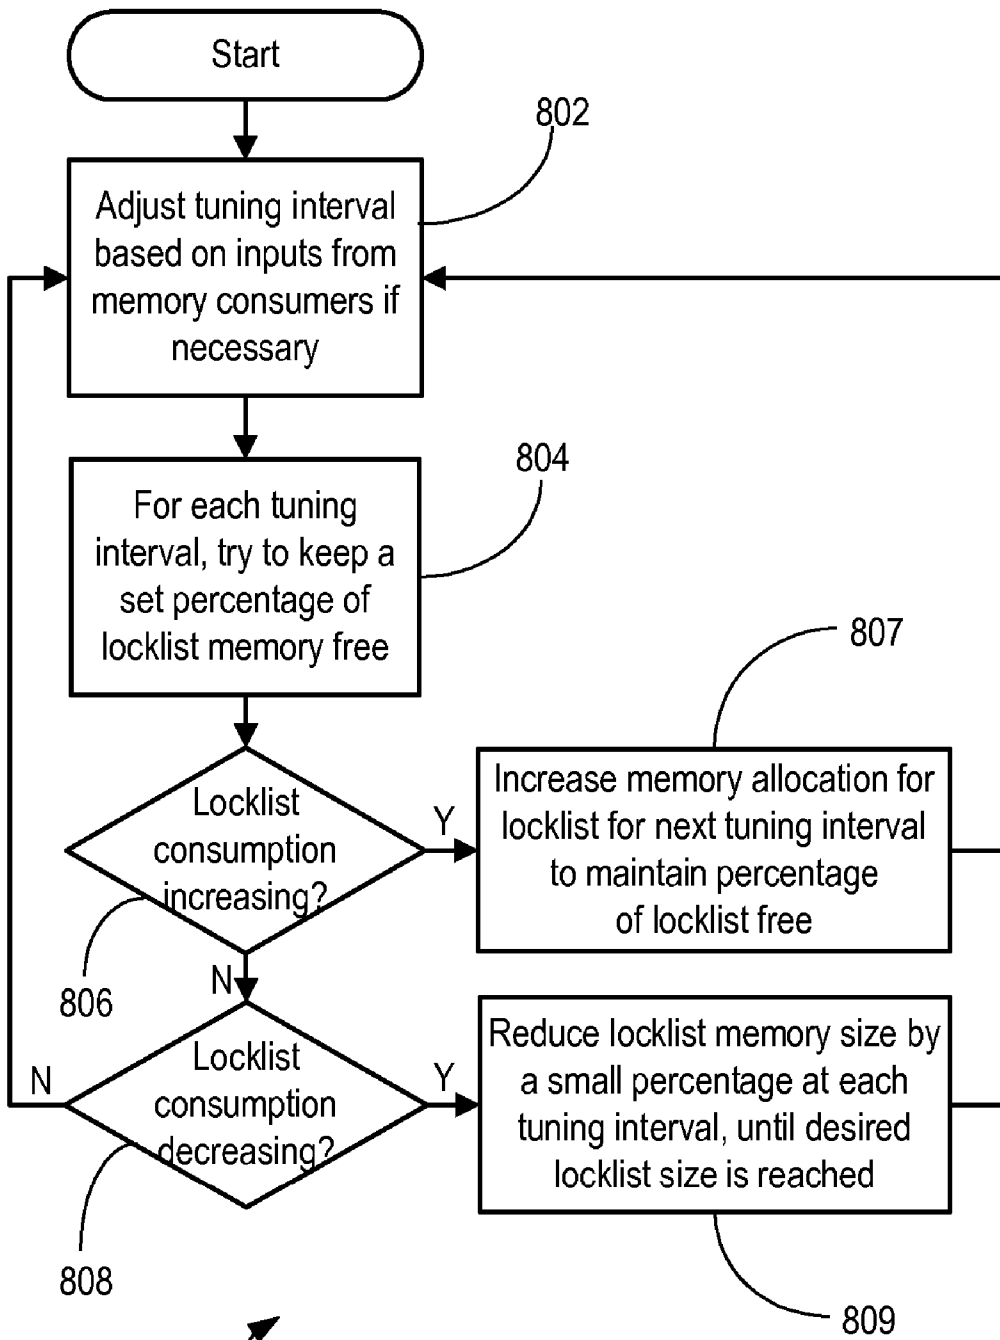 Start
802
Adjust tuning interval
based on inputs from
memory consumers if
necessary
804
For each tuning
interval, try to keep a
set percentage of
locklist memory free
807
Locklist
consumption
increasing?
Y
Increase memory allocation for
locklist for next tuning interval
to maintain percentage
of locklist free
806
N
Locklist
consumption
decreasing?
N
Y
Reduce locklist memory size by
a small percentage at each
tuning interval, until desired
locklist size is reached
808
809